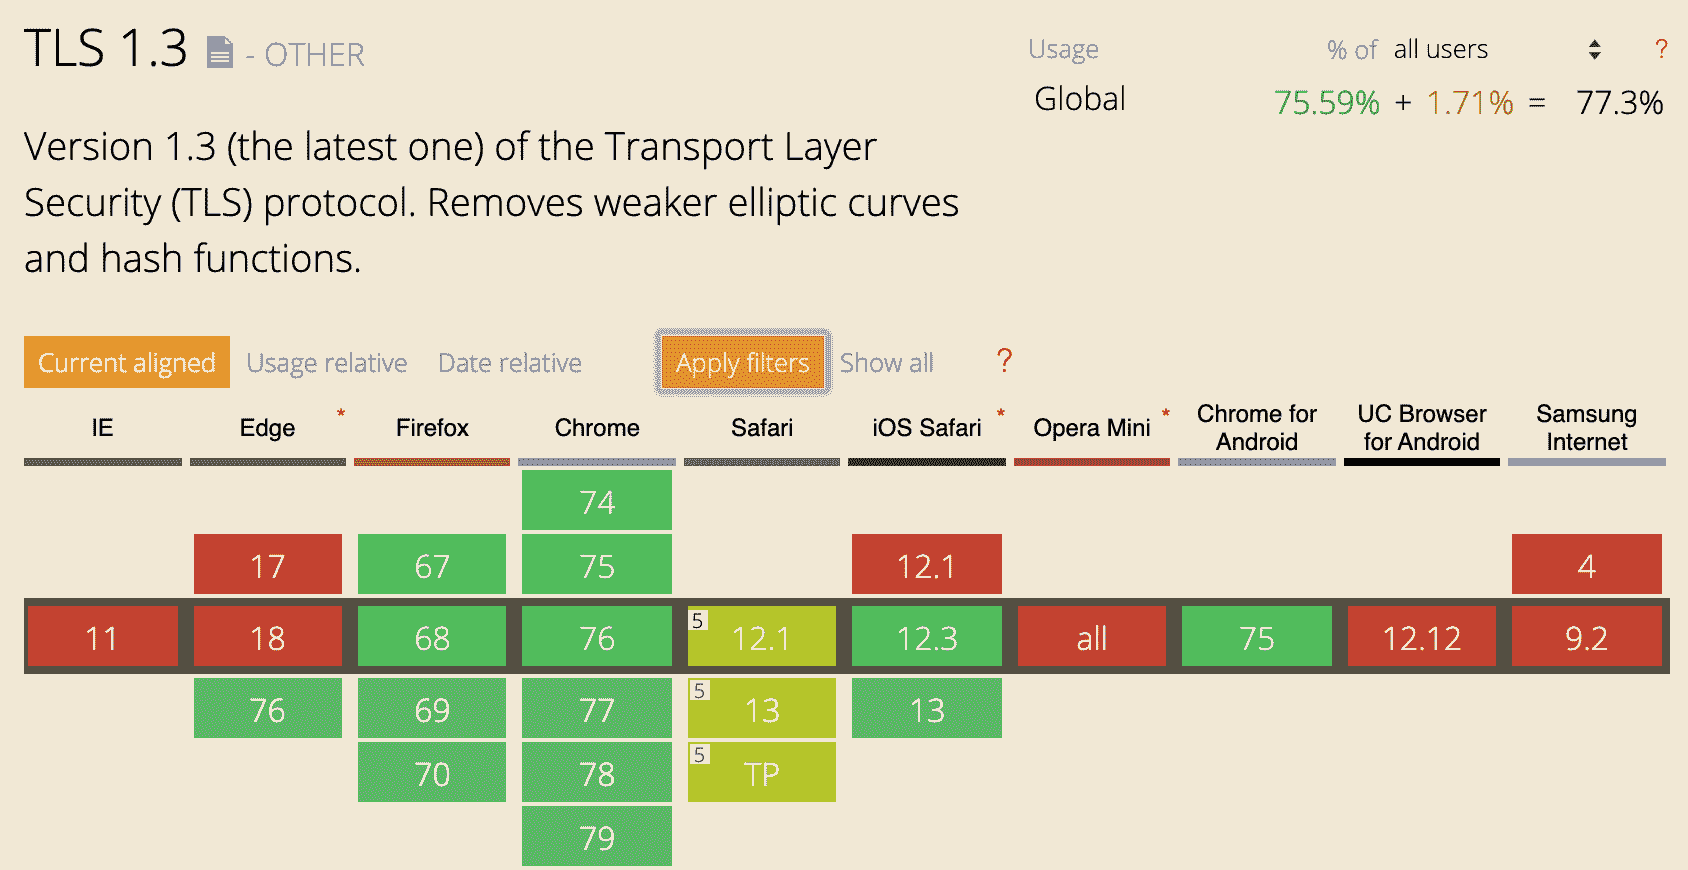 TLS 1.3 - OTHER
Usage % of all users ?
Global 75.59% + 1.71% = 77.3%
Version 1.3 (the latest one) of the Transport Layer
Security (TLS) protocol. Removes weaker elliptic curves
and hash functions.
Current aligned Usage relative Date relative Apply filters Show all ?
IE Edge * Firefox Chrome Safari iOS Safari * Opera Mini * Chrome for Android UC Browser for Android Samsung Internet
74
17 67 75 12.1 4
11 18 68 76 5 12.1 12.3 all 75 12.12 9.2
76 69 77 5 13 13
70 78 5 TP
79